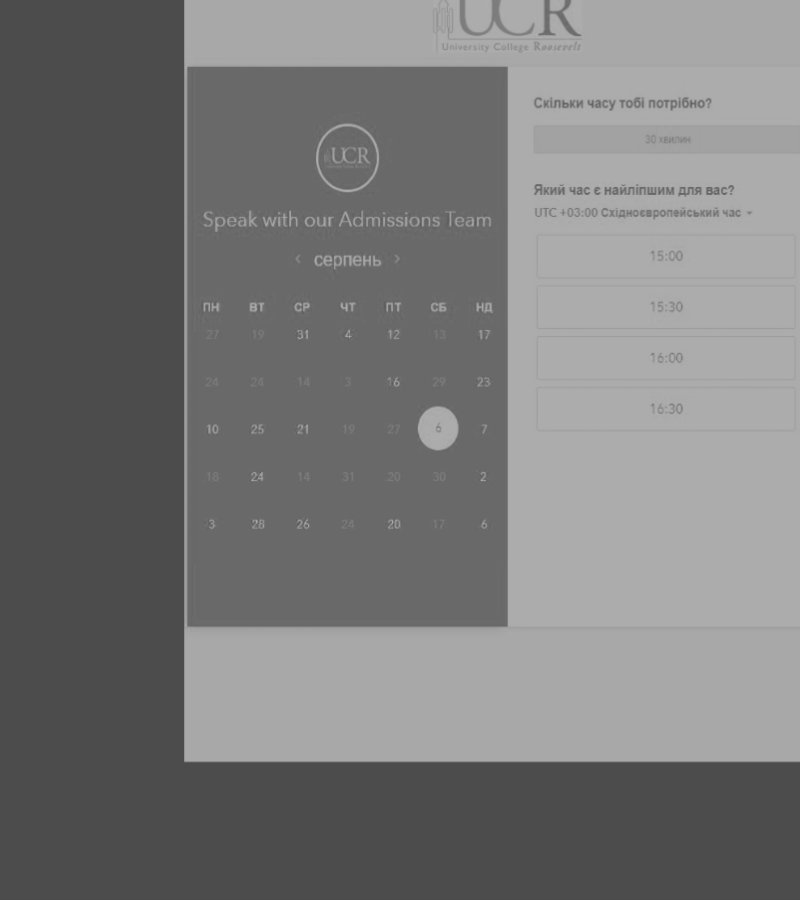 UCR
University College Roosevelt
UCR
Speak with our Admissions Team
‹ серпень ›
ПН ВТ СР ЧТ ПТ СБ НД
27 19 31 4 12 13 17
24 24 14 3 16 29 23
10 25 21 19 27 6 7
18 24 14 31 20 30 2
3 28 26 24 20 17 6
Скільки часу тобі потрібно?
30 хвилин
Який час є найліпшим для вас?
UTC +03:00 Східноєвропейський час
15:00
15:30
16:00
16:30